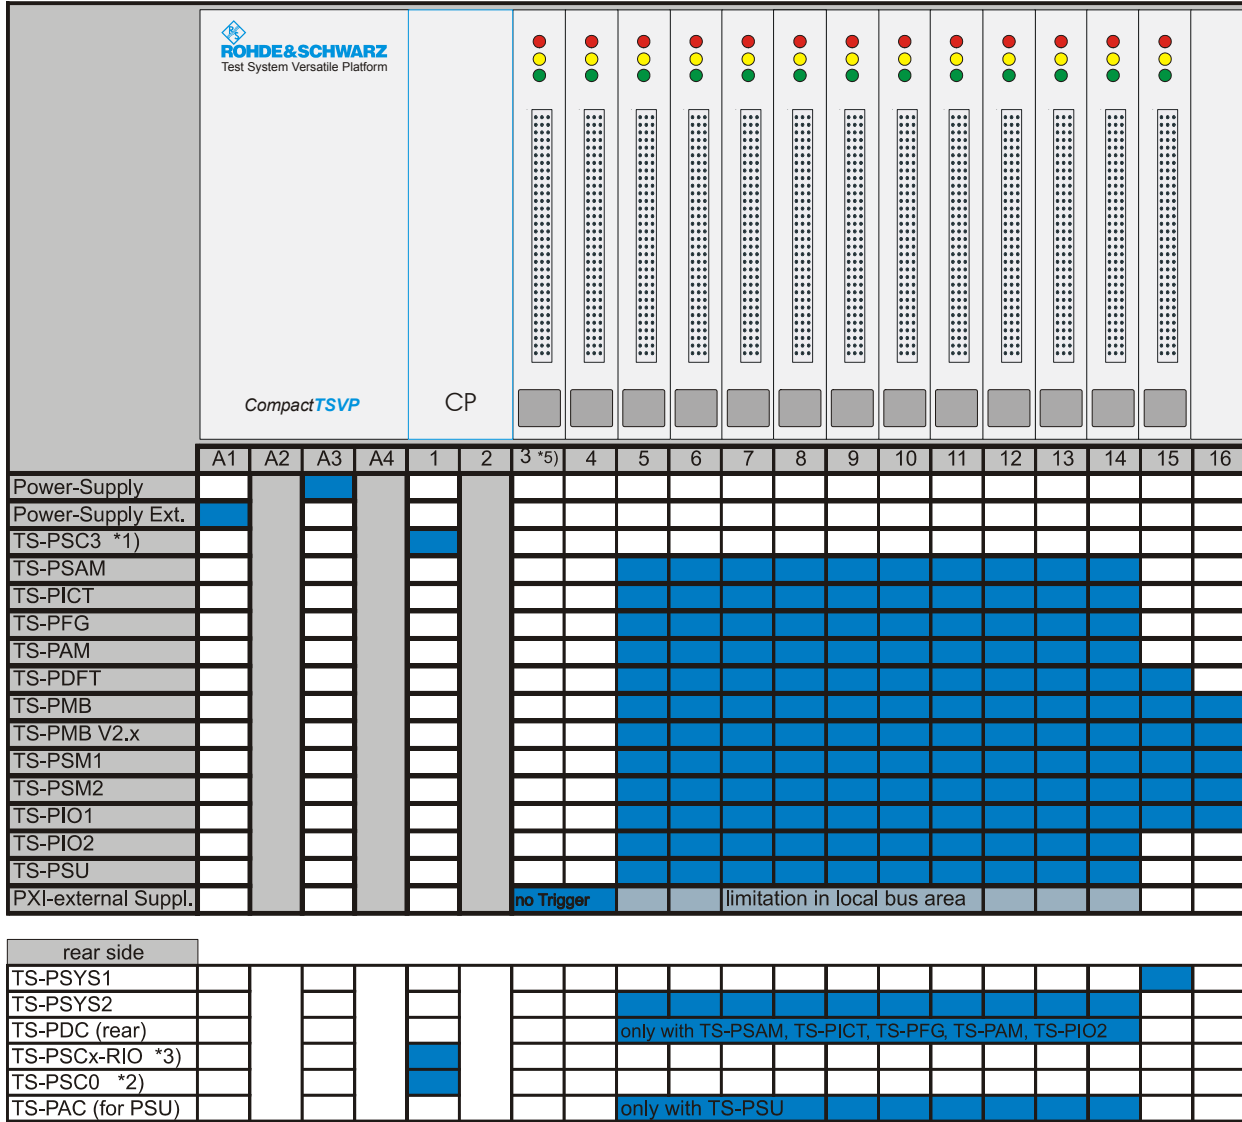 R&S
ROHDE&SCHWARZ
Test System Versatile Platform
CompactTSVP
CP
A1 A2 A3 A4 1 2 3 *5) 4 5 6 7 8 9 10 11 12 13 14 15 16
Power-Supply
Power-Supply Ext.
TS-PSC3 *1)
TS-PSAM
TS-PICT
TS-PFG
TS-PAM
TS-PDFT
TS-PMB
TS-PMB V2.x
TS-PSM1
TS-PSM2
TS-PIO1
TS-PIO2
TS-PSU
PXI-external Suppl. no Trigger limitation in local bus area
rear side
TS-PSYS1
TS-PSYS2
TS-PDC (rear) only with TS-PSAM, TS-PICT, TS-PFG, TS-PAM, TS-PIO2
TS-PSCx-RIO *3)
TS-PSC0 *2)
TS-PAC (for PSU) only with TS-PSU